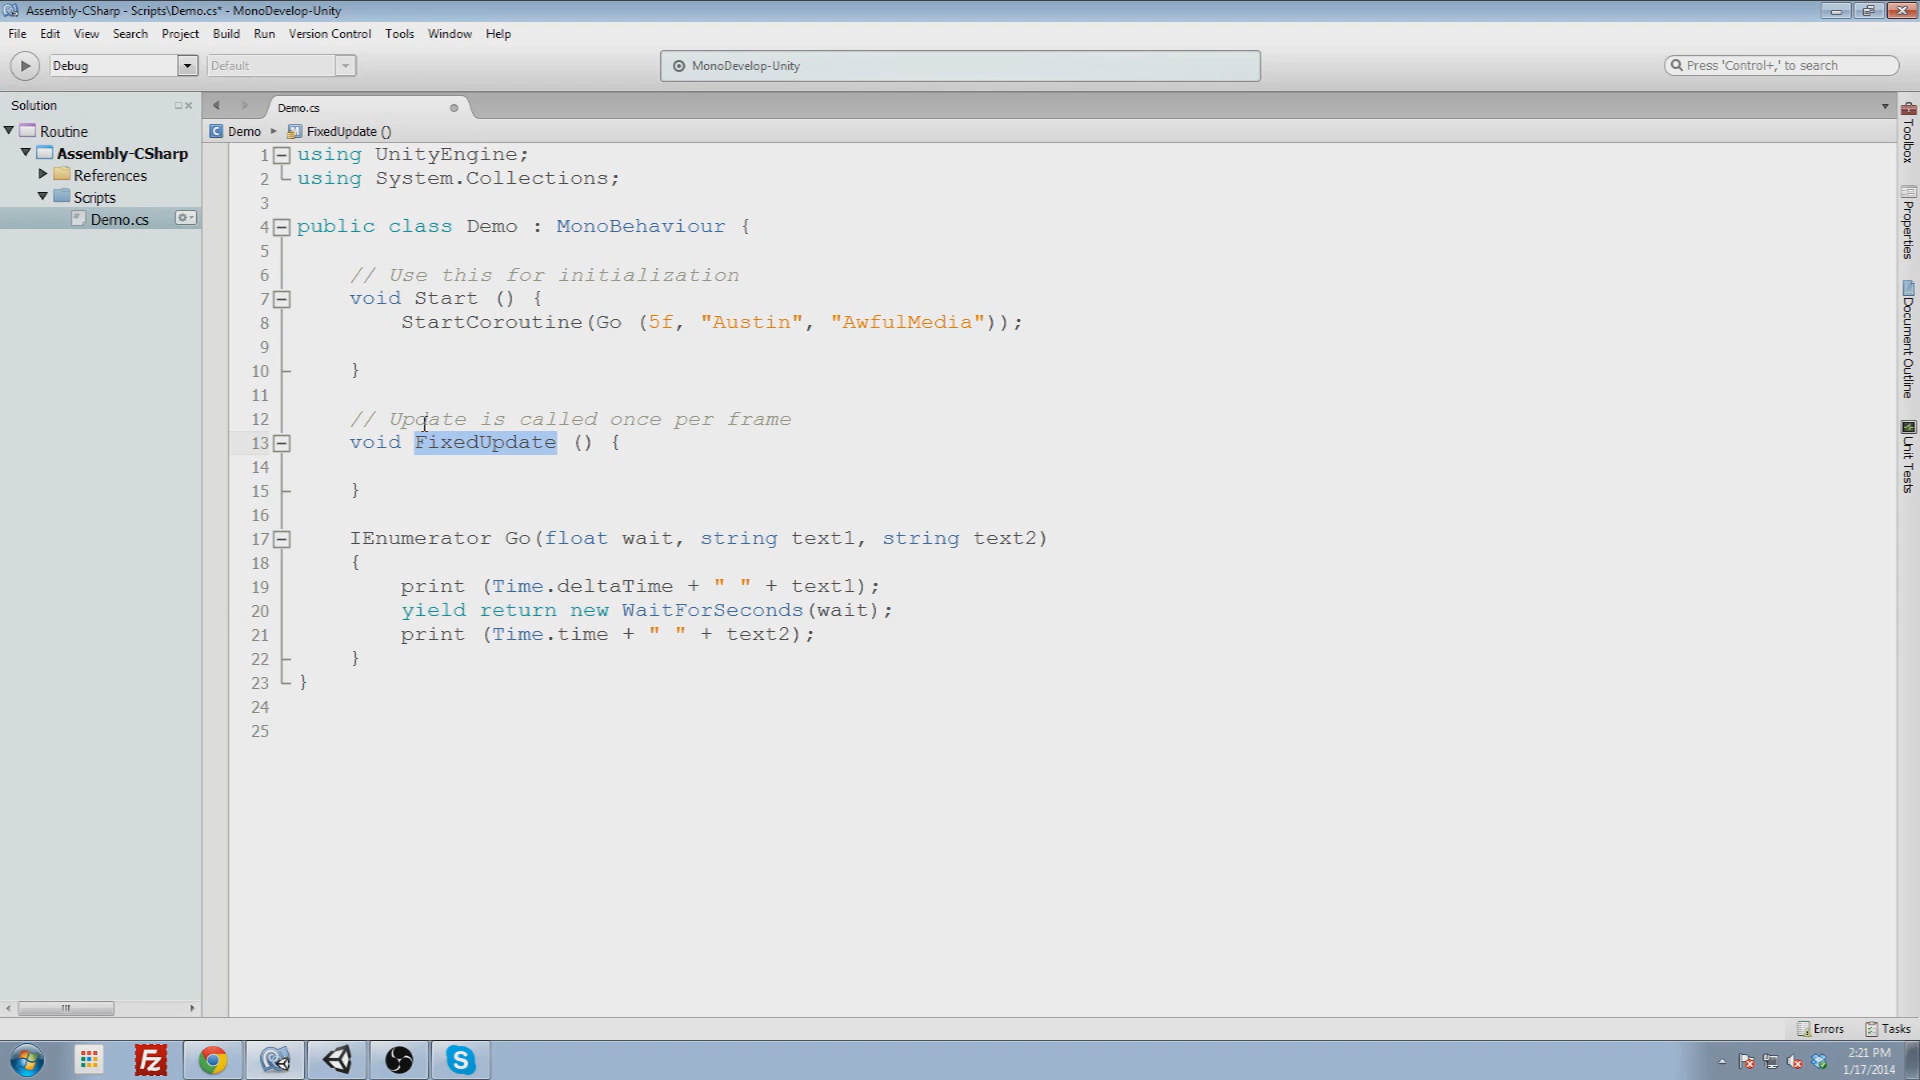 Assembly-CSharp - Scripts\Demo.cs* - MonoDevelop-Unity
File Edit View Search Project Build Run Version Control Tools Window Help
Debug Default MonoDevelop-Unity Press 'Control+,' to search
Solution
Demo.cs
Demo FixedUpdate ()
Routine
Assembly-CSharp
References
Scripts
Demo.cs
1 using UnityEngine;
2 using System.Collections;
3
4 public class Demo : MonoBehaviour {
5
6 // Use this for initialization
7 void Start () {
8 StartCoroutine(Go (5f, "Austin", "AwfulMedia"));
9
10 }
11
12 // Update is called once per frame
13 void FixedUpdate () {
14
15 }
16
17 IEnumerator Go(float wait, string text1, string text2)
18 {
19 print (Time.deltaTime + " " + text1);
20 yield return new WaitForSeconds(wait);
21 print (Time.time + " " + text2);
22 }
23 }
24
25
Toolbox
Properties
Document Outline
Unit Tests
Errors Tasks
Fz
S
2:21 PM
1/17/2014